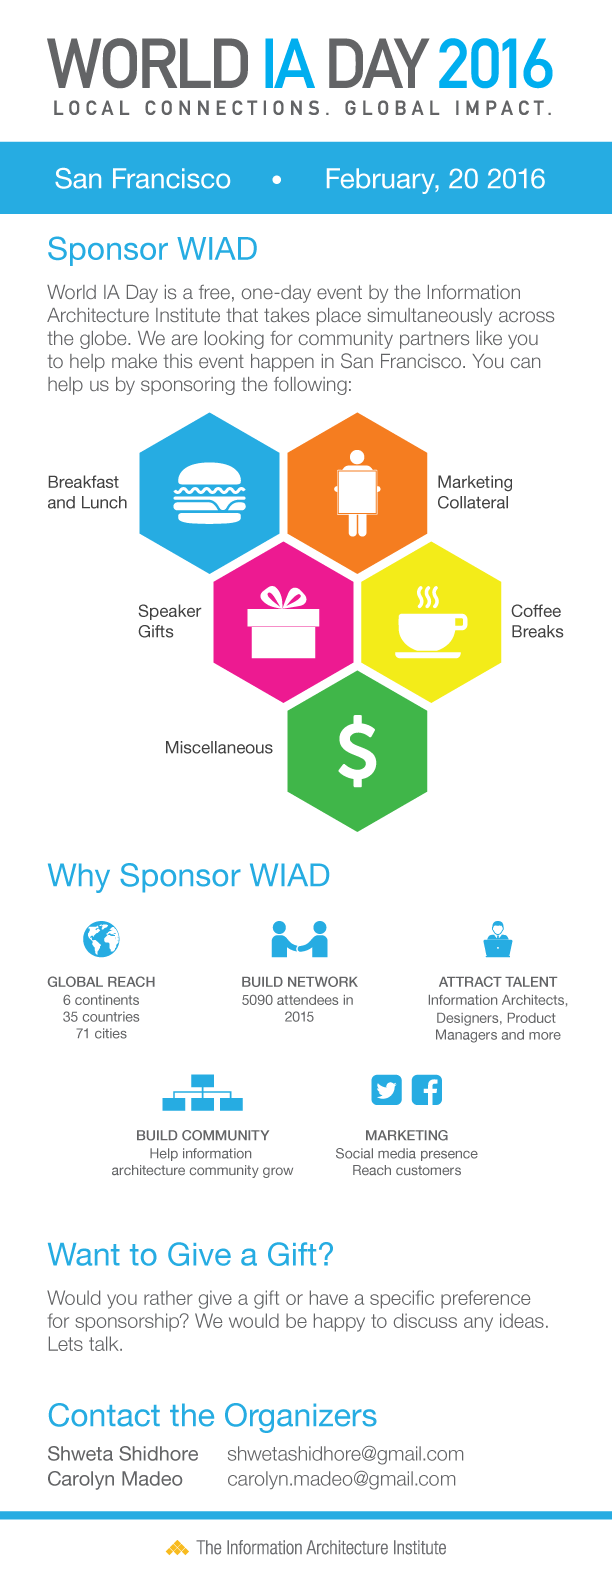 WORLD IA DAY 2016
LOCAL CONNECTIONS. GLOBAL IMPACT.
San Francisco • February, 20 2016
Sponsor WIAD
World IA Day is a free, one-day event by the Information
Architecture Institute that takes place simultaneously across
the globe. We are looking for community partners like you
to help make this event happen in San Francisco. You can
help us by sponsoring the following:
Breakfast
and Lunch
Marketing
Collateral
Speaker
Gifts
Coffee
Breaks
Miscellaneous
$
Why Sponsor WIAD
GLOBAL REACH
6 continents
35 countries
71 cities
BUILD NETWORK
5090 attendees in
2015
ATTRACT TALENT
Information Architects,
Designers, Product
Managers and more
BUILD COMMUNITY
Help information
architecture community grow
MARKETING
Social media presence
Reach customers
Want to Give a Gift?
Would you rather give a gift or have a specific preference
for sponsorship? We would be happy to discuss any ideas.
Lets talk.
Contact the Organizers
Shweta Shidhore shwetashidhore@gmail.com
Carolyn Madeo carolyn.madeo@gmail.com
The Information Architecture Institute